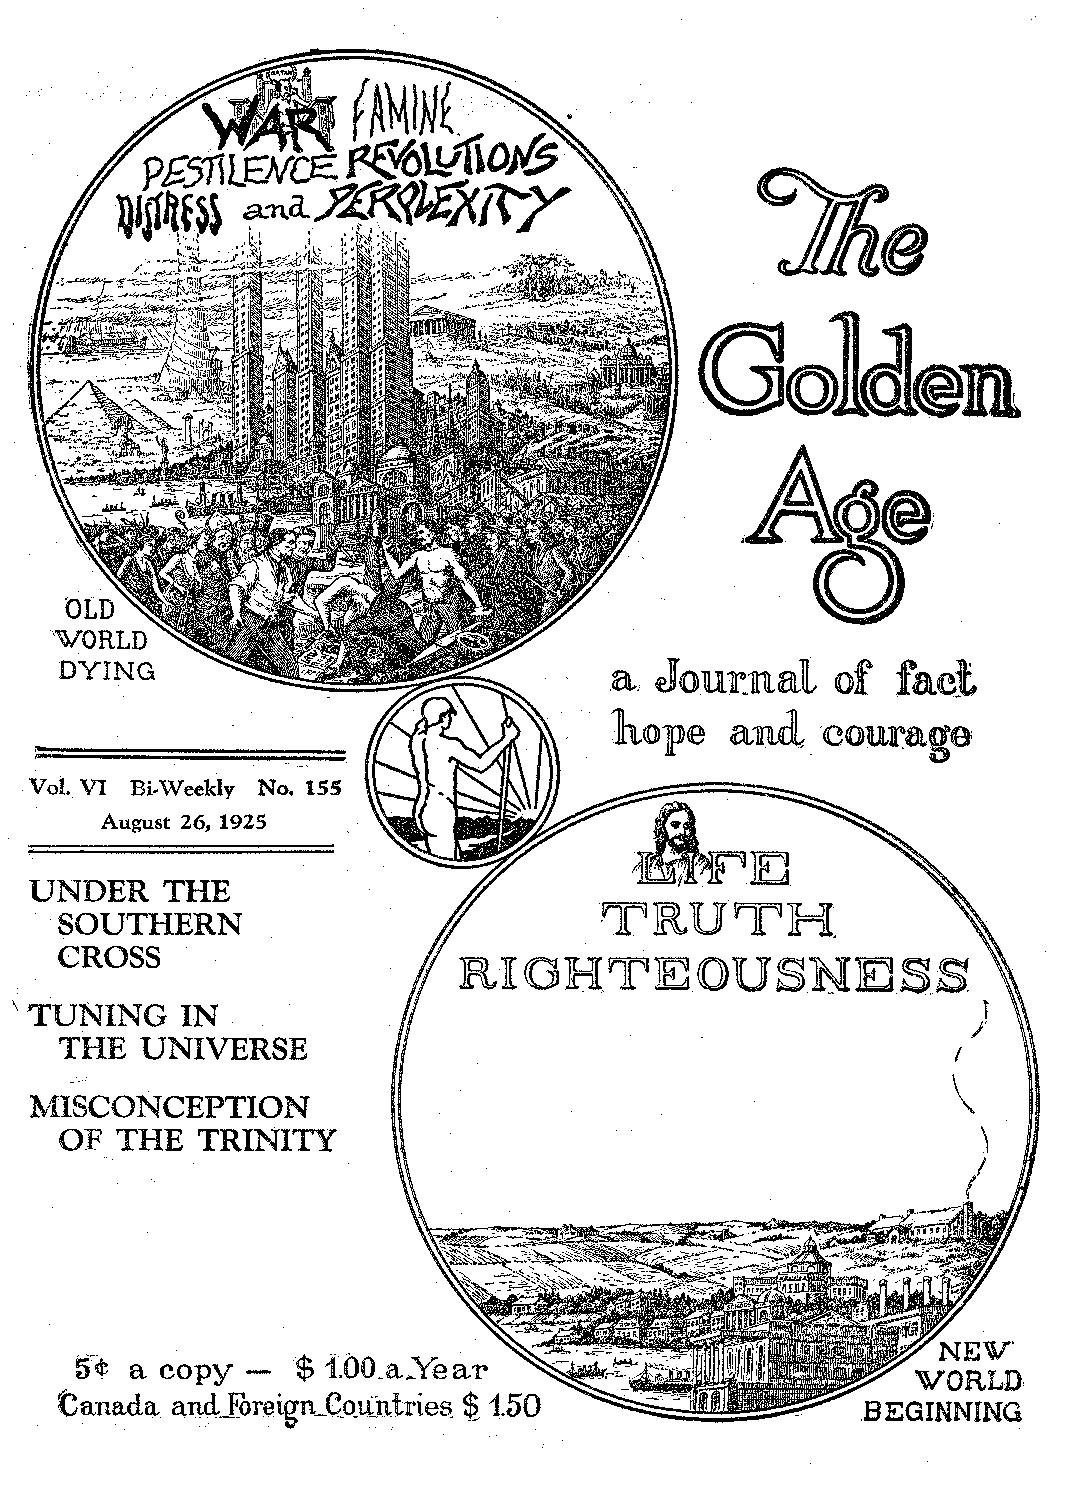 SATAN
WAR FAMINE
PESTILENCE REVOLUTIONS
DISTRESS and PERPLEXITY
The
Golden
Age
OLD
WORLD
DYING
a Journal of fact
hope and courage
Vol. VI Bi-Weekly No. 155
August 26, 1925
UNDER THE
SOUTHERN
CROSS
TUNING IN
THE UNIVERSE
MISCONCEPTION
OF THE TRINITY
LIFE
TRUTH
RIGHTEOUSNESS
5¢ a copy — $ 1.00 a Year
Canada and Foreign Countries $ 1.50
NEW
WORLD
BEGINNING